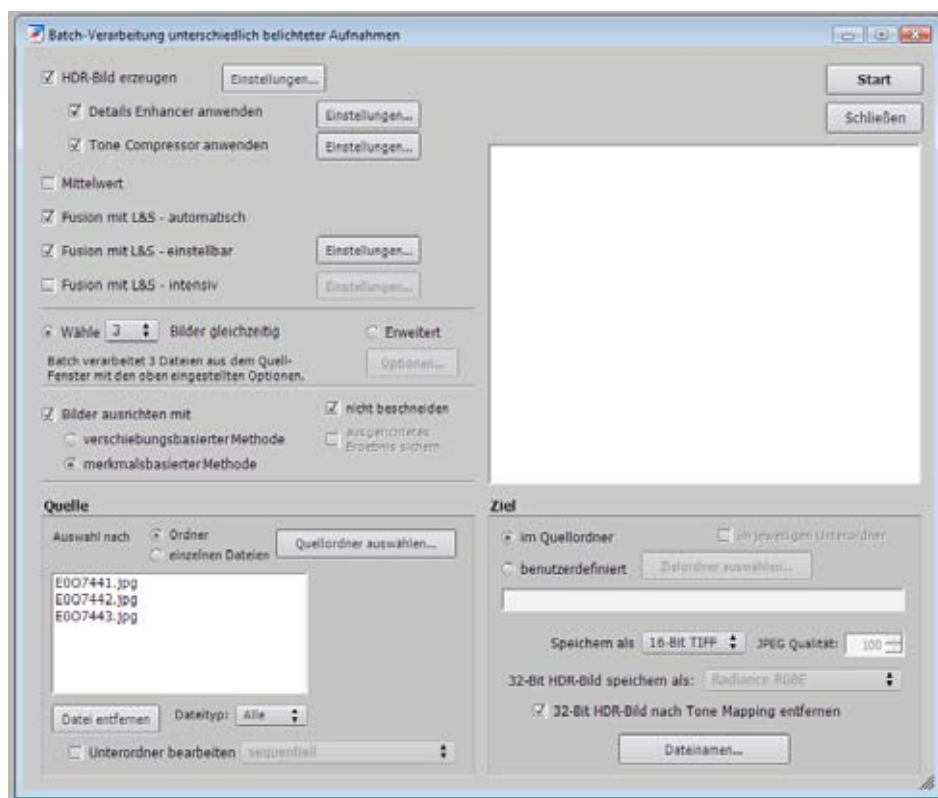 Batch-Verarbeitung unterschiedlich belichteter Aufnahmen
HDR-Bild erzeugen Einstellungen...
Start
Details Enhancer anwenden Einstellungen...
Schließen
Tone Compressor anwenden Einstellungen...
Mittelwert
Fusion mit L&S - automatisch
Fusion mit L&S - einstellbar Einstellungen...
Fusion mit L&S - intensiv Einstellungen...
Wähle 3 Bilder gleichzeitig Erweitert
Batch verarbeitet 3 Dateien aus dem Quell-
Fenster mit den oben eingestellten Optionen.
Optionen...
Bilder ausrichten mit nicht beschneiden
verschiebungsbasierter Methode
ausgerichtetes
Ergebnis sichern
merkmalsbasierter Methode
Quelle
Auswahl nach Ordner
einzelnen Dateien
Quellordner auswählen...
E0O7441.jpg
E0O7442.jpg
E0O7443.jpg
Datei entfernen Dateityp: Alle
Unterordner bearbeiten sequentiell
Ziel
im Quellordner im jeweiligen Unterordner
benutzerdefiniert Zielordner auswählen...
Speichern als 16-Bit TIFF JPEG Qualität: 100
32-Bit HDR-Bild speichern als: Radiance RGBE
32-Bit HDR-Bild nach Tone Mapping entfernen
Dateinamen...